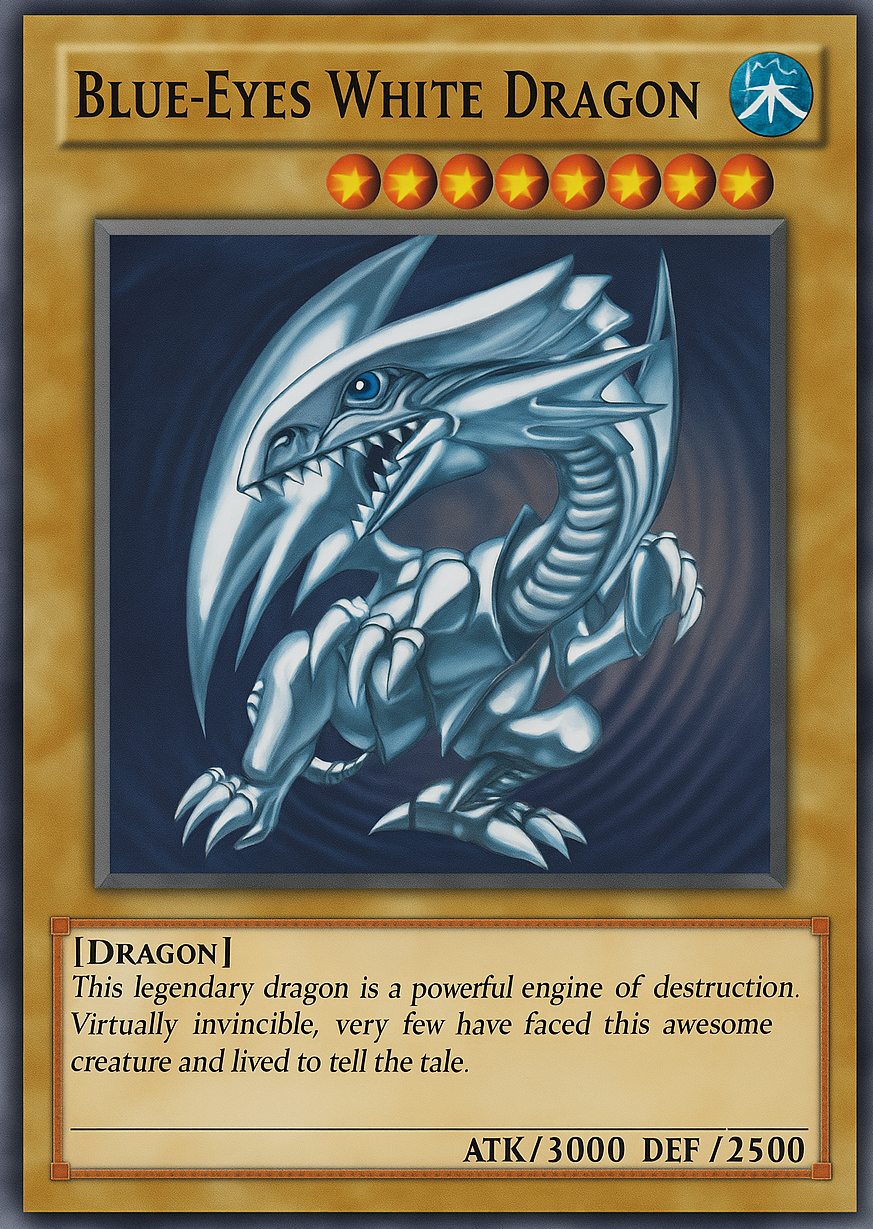 BLUE-EYES WHITE DRAGON
[DRAGON]
This legendary dragon is a powerful engine of destruction.
Virtually invincible, very few have faced this awesome
creature and lived to tell the tale.
ATK/3000 DEF/2500